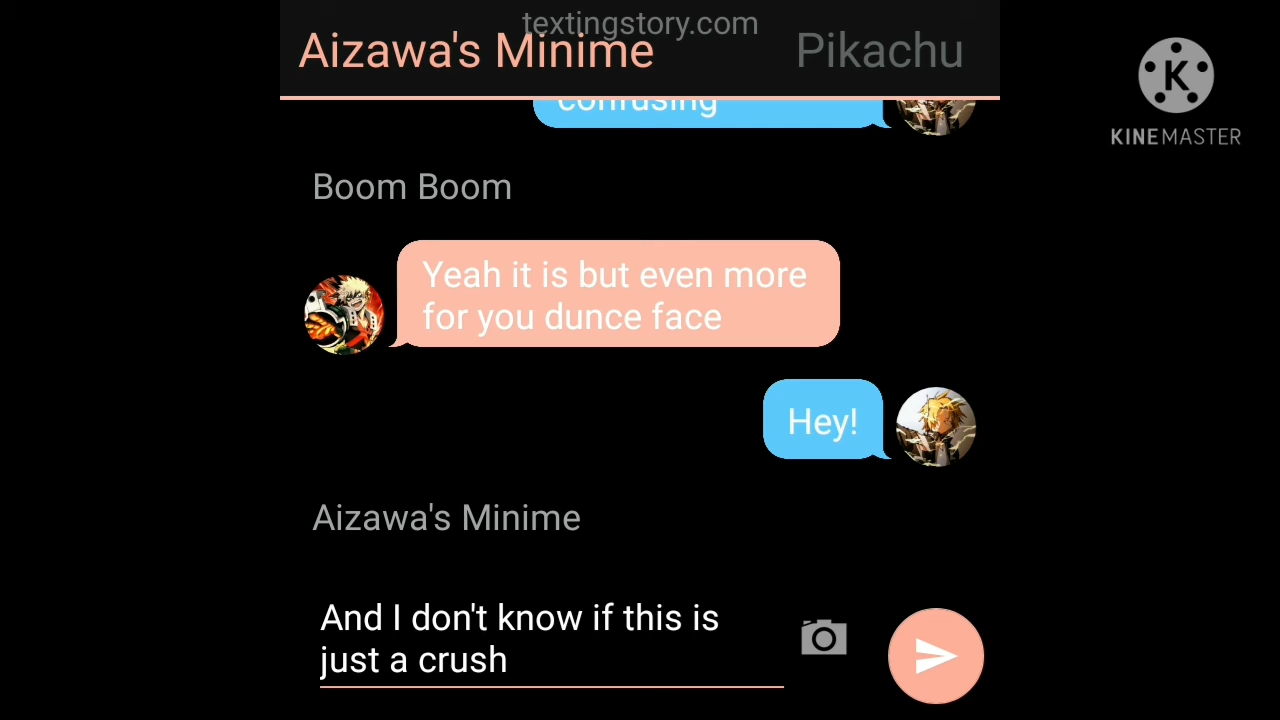 textingstory.com
Aizawa's Minime
Pikachu
KINEMASTER
confusing
Boom Boom
Yeah it is but even more
for you dunce face
Hey!
Aizawa's Minime
And I don't know if this is
just a crush